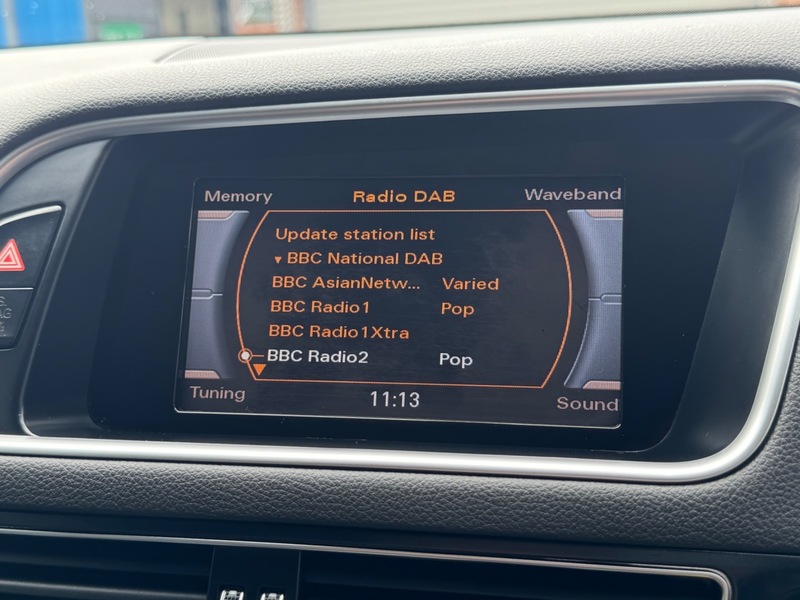 Memory Radio DAB Waveband
Update station list
BBC National DAB
BBC AsianNetw... Varied
BBC Radio1 Pop
BBC Radio1Xtra
BBC Radio2 Pop
Tuning 11:13 Sound